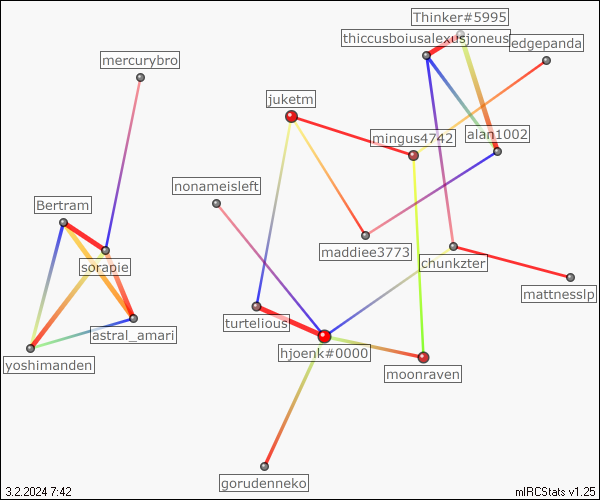 Thinker#5995
thiccusboiusalexusjoneus
edgepanda
mercurybro
juketm
mingus4742
alan1002
nonameisleft
Bertram
maddiee3773
chunkzter
sorapie
mattnesslp
turtelious
astral_amari
hjoenk#0000
yoshimanden
moonraven
gorudenneko
3.2.2024 7:42
mIRCStats v1.25